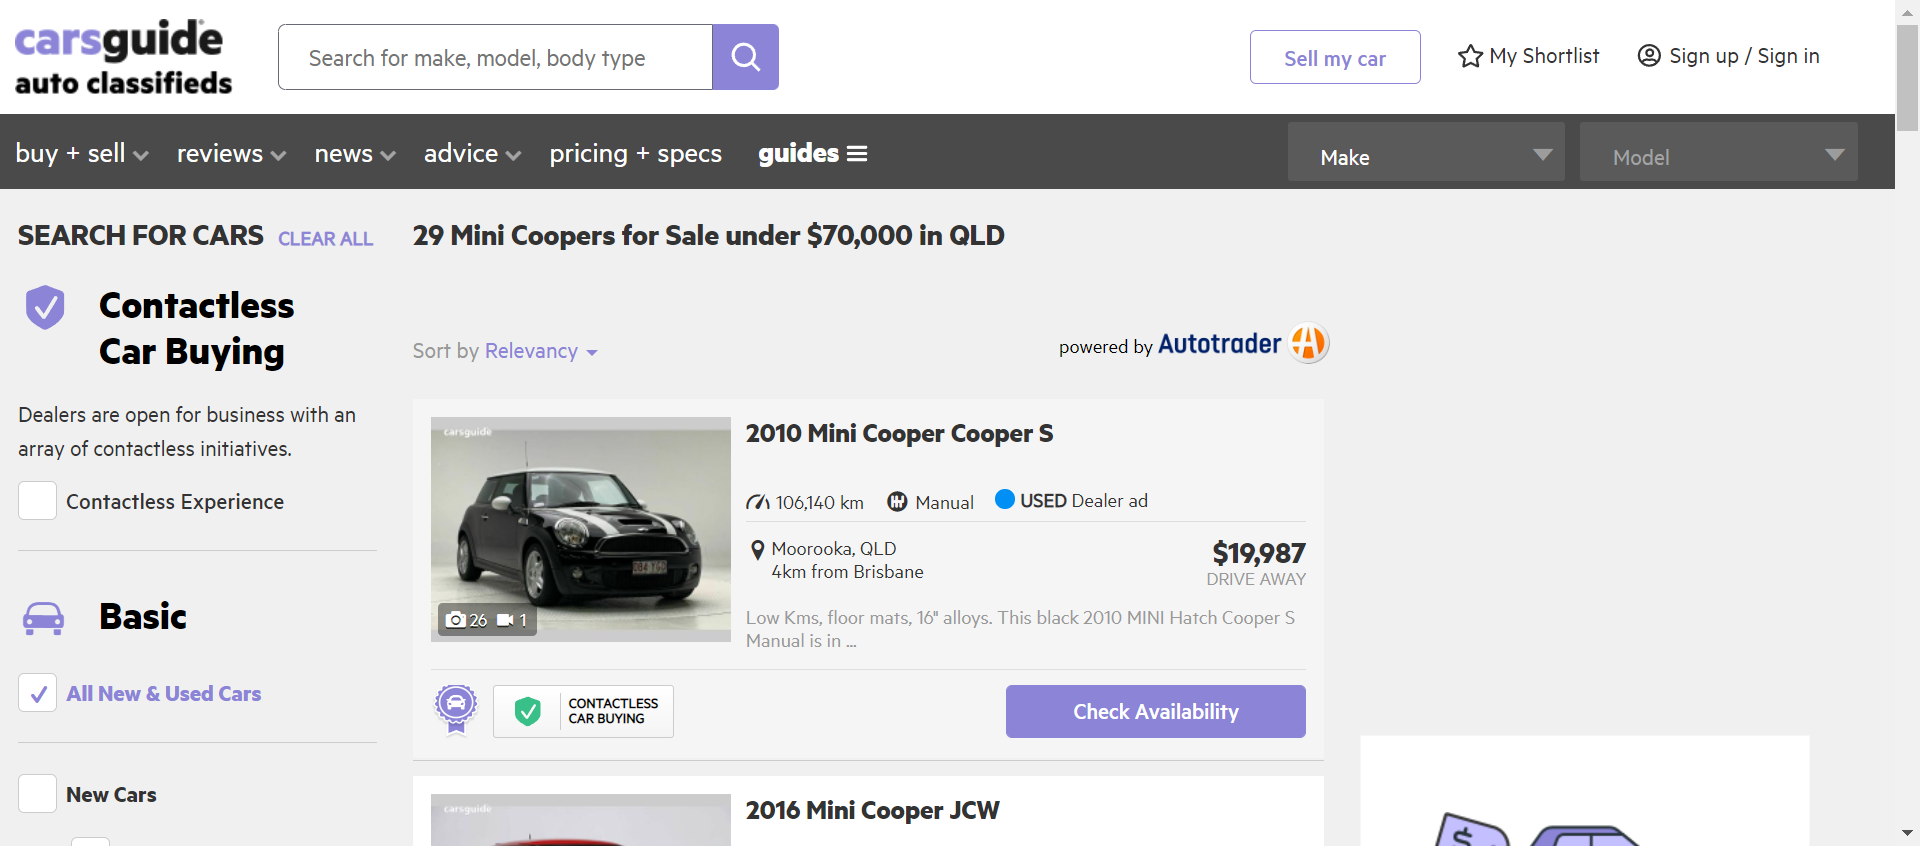 carsguide
auto classifieds
Search for make, model, body type
Sell my car
My Shortlist
Sign up / Sign in
buy + sell
reviews
news
advice
pricing + specs
guides
Make
Model
SEARCH FOR CARS CLEAR ALL
29 Mini Coopers for Sale under $70,000 in QLD
Contactless
Car Buying
Sort by Relevancy
powered by Autotrader
Dealers are open for business with an
array of contactless initiatives.
Contactless Experience
Basic
All New & Used Cars
New Cars
carsguide
26 1
2010 Mini Cooper Cooper S
106,140 km Manual USED Dealer ad
Moorooka, QLD
4km from Brisbane
$19,987
DRIVE AWAY
Low Kms, floor mats, 16" alloys. This black 2010 MINI Hatch Cooper S
Manual is in ...
CONTACTLESS
CAR BUYING
Check Availability
carsguide
2016 Mini Cooper JCW
$